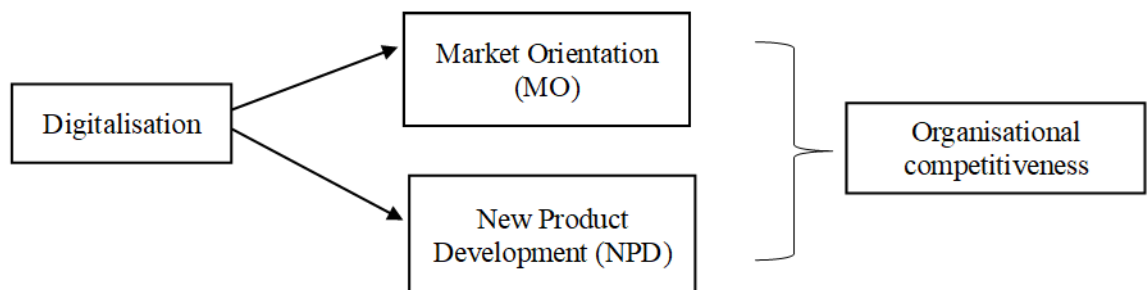 Market Orientation
(MO)
Digitalisation
Organisational
competitiveness
New Product
Development (NPD)